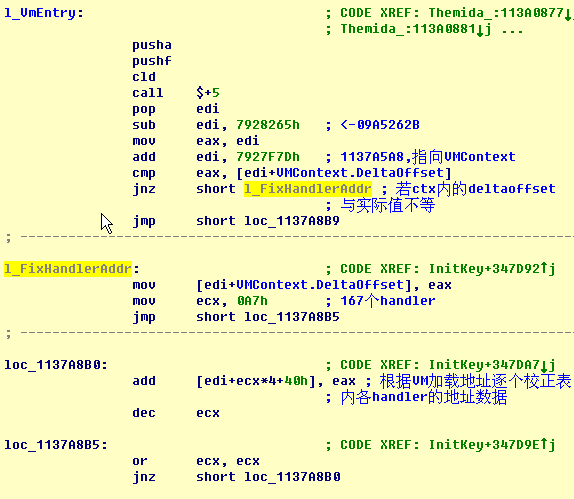 l_VmEntry: ; CODE XREF: Themida_:113A0877↓j
; Themida_:113A0881↓j ...
pusha
pushf
cld
call $+5
pop edi
sub edi, 7928265h ; <-09A5262B
mov eax, edi
add edi, 7927F7Dh ; 1137A5A8,指向VMContext
cmp eax, [edi+VMContext.DeltaOffset]
jnz short l_FixHandlerAddr ; 若ctx内的deltaoffset
; 与实际值不等
jmp short loc_1137A8B9
; ---------------------------------------------------------------------------
l_FixHandlerAddr: ; CODE XREF: InitKey+347D92↑j
mov [edi+VMContext.DeltaOffset], eax
mov ecx, 0A7h ; 167个handler
jmp short loc_1137A8B5
; ---------------------------------------------------------------------------
loc_1137A8B0: ; CODE XREF: InitKey+347DA7↓j
add [edi+ecx*4+40h], eax ; 根据VM加载地址逐个校正表
; 内各handler的地址数据
dec ecx
loc_1137A8B5: ; CODE XREF: InitKey+347D9E↑j
or ecx, ecx
jnz short loc_1137A8B0